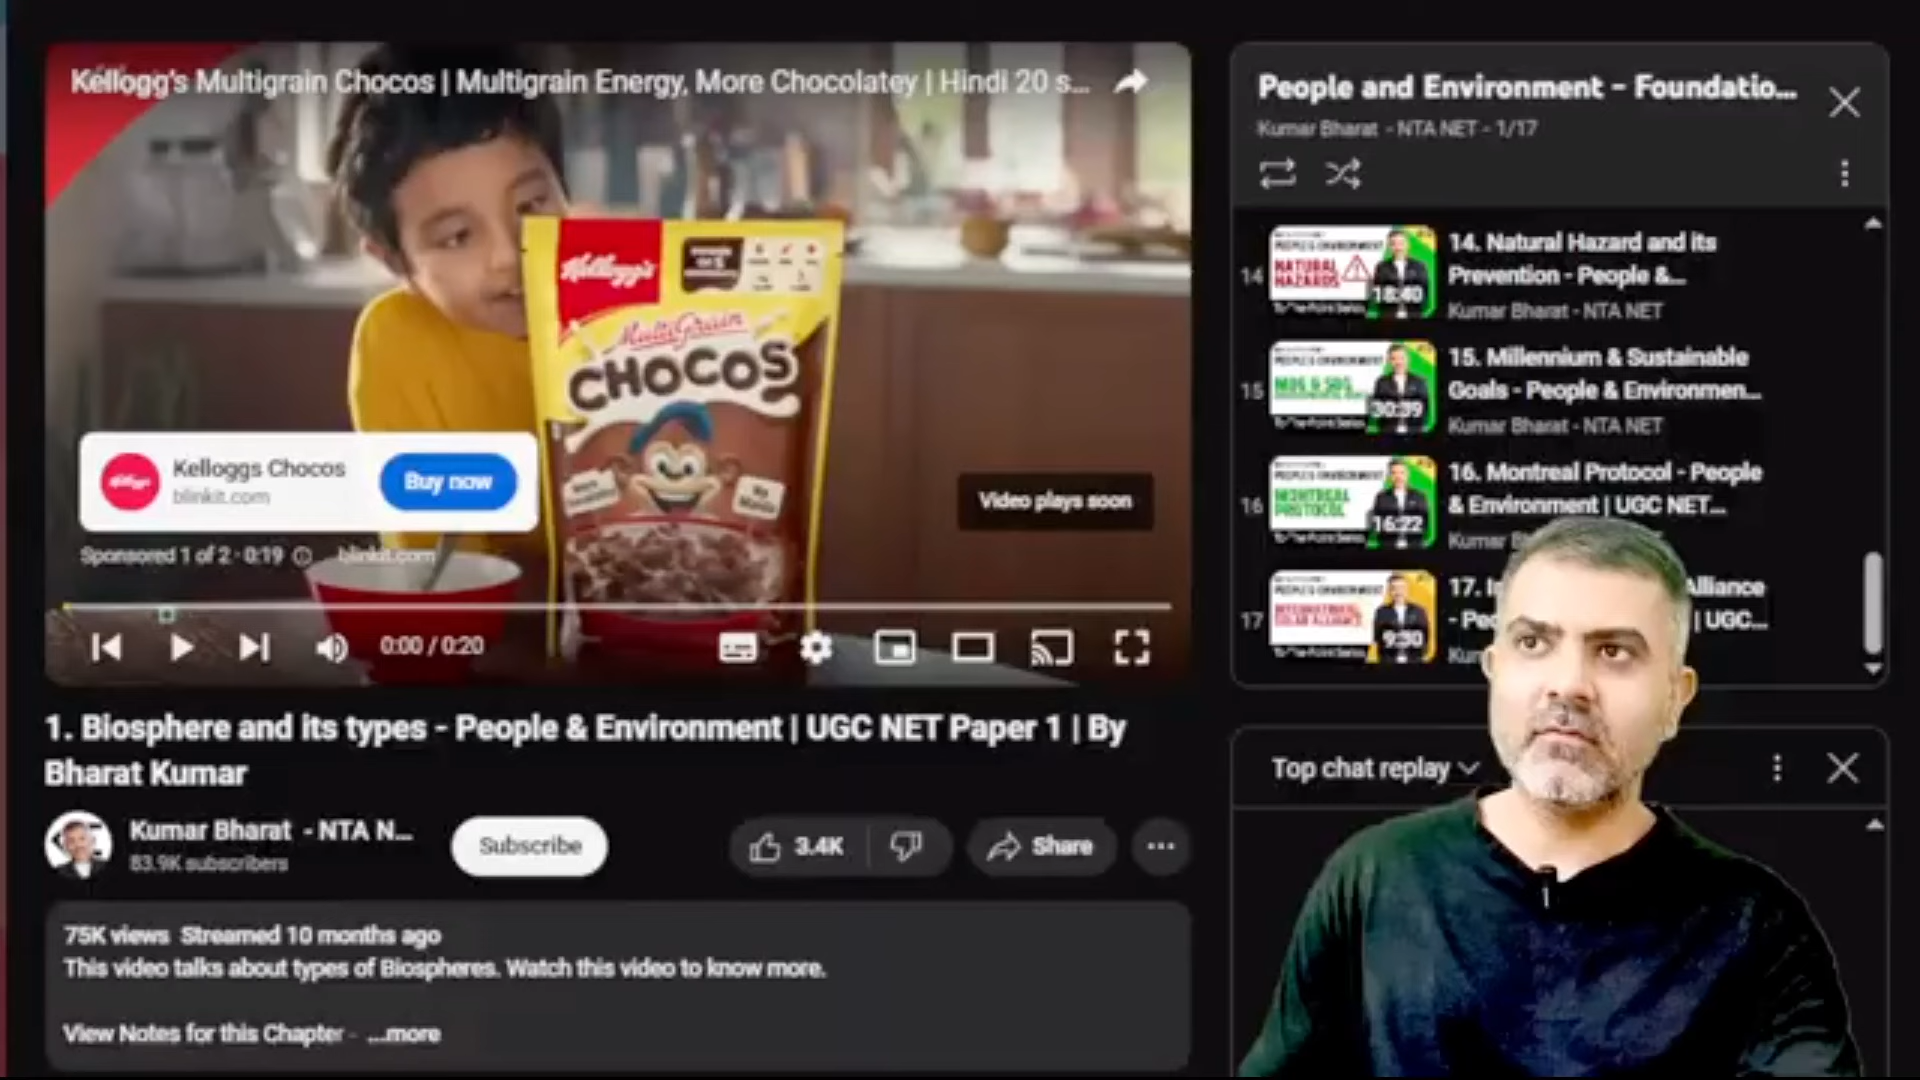 Kellogg's Multigrain Chocos | Multigrain Energy, More Chocolatey | Hindi 20 s...
Kellogg's
MultiGrain
CHOCOS
Kelloggs Chocos
blinkit.com
Buy now
Video plays soon
Sponsored 1 of 2 · 0:19
blinkit.com
0:00 / 0:20
1. Biosphere and its types - People & Environment | UGC NET Paper 1 | By
Bharat Kumar
Kumar Bharat - NTA N...
83.9K subscribers
Subscribe
3.4K
Share
75K views Streamed 10 months ago
This video talks about types of Biospheres. Watch this video to know more.
View Notes for this Chapter - ...more
People and Environment – Foundatio...
Kumar Bharat - NTA NET - 1/17
14
NATURAL
HAZARDS
18:40
14. Natural Hazard and its
Prevention - People &...
Kumar Bharat - NTA NET
15
30:39
15. Millennium & Sustainable
Goals - People & Environmen...
Kumar Bharat - NTA NET
16
MONTREAL
PROTOCOL
16:22
16. Montreal Protocol - People
& Environment | UGC NET...
Kumar
17
INTERNATIONAL
SOLAR ALLIANCE
9:30
17. Alliance
| UGC...
Top chat replay